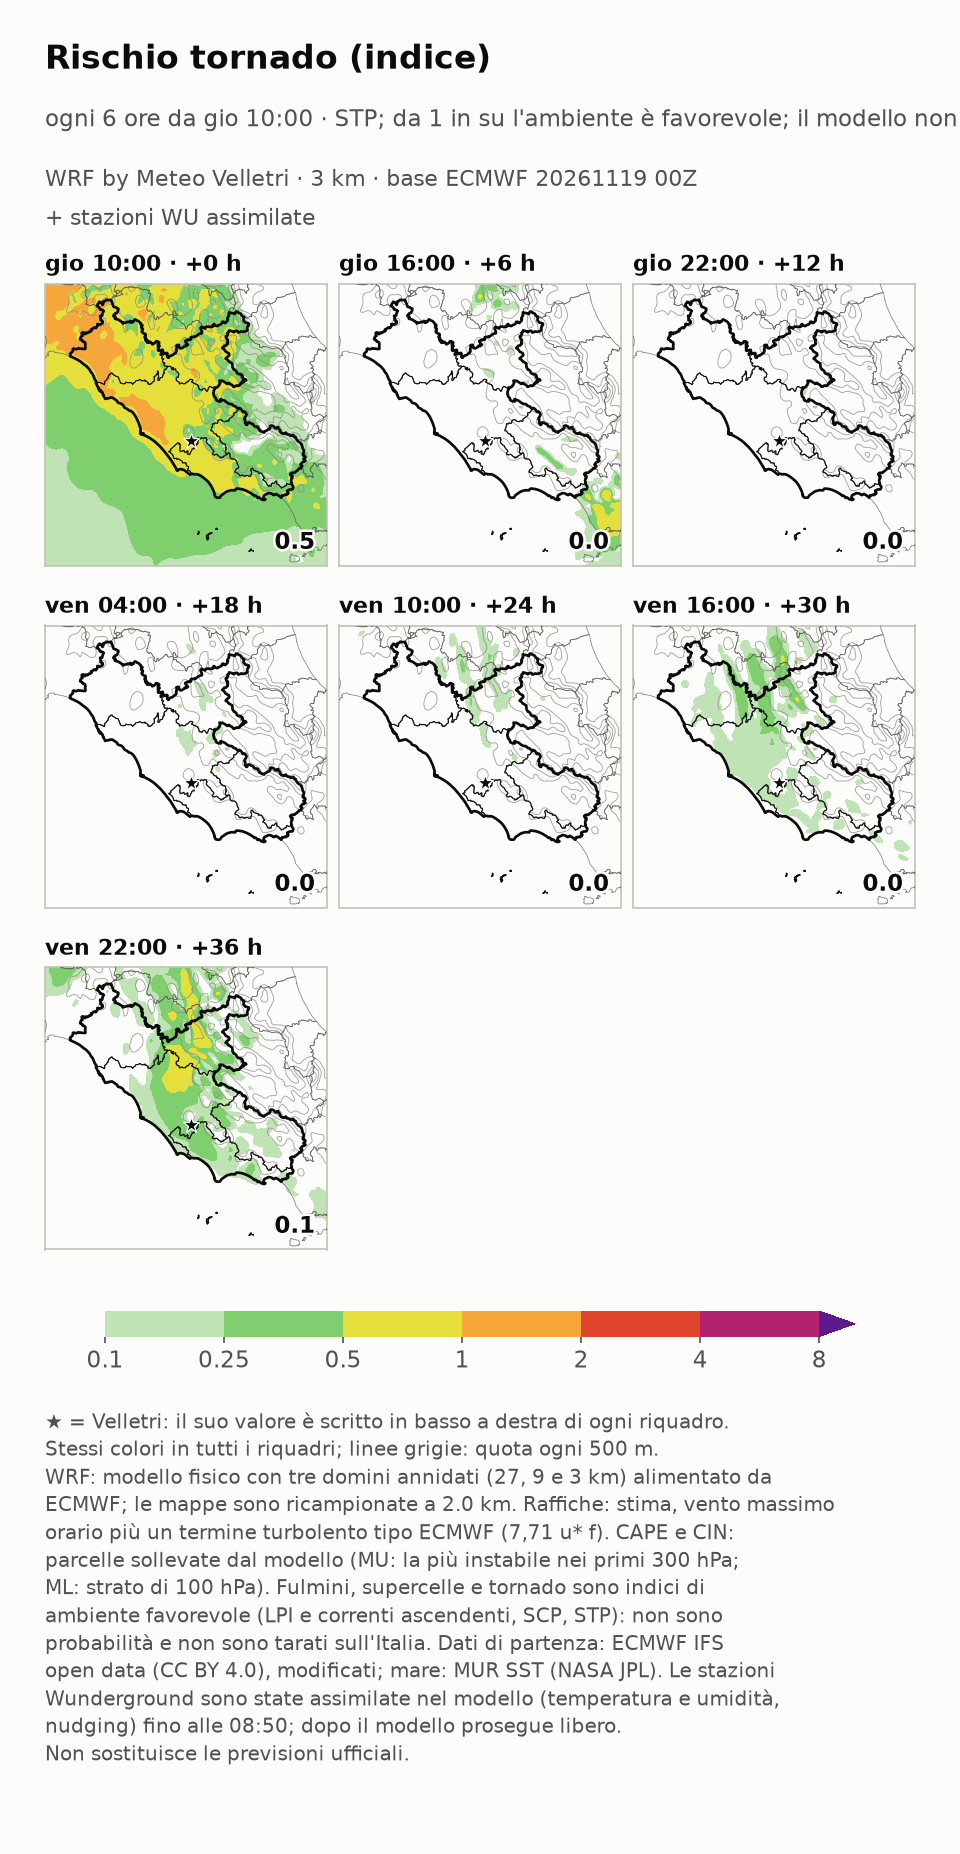 Rischio tornado (indice)
ogni 6 ore da gio 10:00 · STP; da 1 in su l'ambiente è favorevole; il modello non
WRF by Meteo Velletri · 3 km · base ECMWF 20261119 00Z
+ stazioni WU assimilate
gio 10:00 · +0 h
gio 16:00 · +6 h
gio 22:00 · +12 h
0.5
0.0
0.0
ven 04:00 · +18 h
ven 10:00 · +24 h
ven 16:00 · +30 h
0.0
0.0
0.0
ven 22:00 · +36 h
0.1
0.1 0.25 0.5 1 2 4 8
★ = Velletri: il suo valore è scritto in basso a destra di ogni riquadro.
Stessi colori in tutti i riquadri; linee grigie: quota ogni 500 m.
WRF: modello fisico con tre domini annidati (27, 9 e 3 km) alimentato da
ECMWF; le mappe sono ricampionate a 2.0 km. Raffiche: stima, vento massimo
orario più un termine turbolento tipo ECMWF (7,71 u* f). CAPE e CIN:
parcelle sollevate dal modello (MU: la più instabile nei primi 300 hPa;
ML: strato di 100 hPa). Fulmini, supercelle e tornado sono indici di
ambiente favorevole (LPI e correnti ascendenti, SCP, STP): non sono
probabilità e non sono tarati sull'Italia. Dati di partenza: ECMWF IFS
open data (CC BY 4.0), modificati; mare: MUR SST (NASA JPL). Le stazioni
Wunderground sono state assimilate nel modello (temperatura e umidità,
nudging) fino alle 08:50; dopo il modello prosegue libero.
Non sostituisce le previsioni ufficiali.